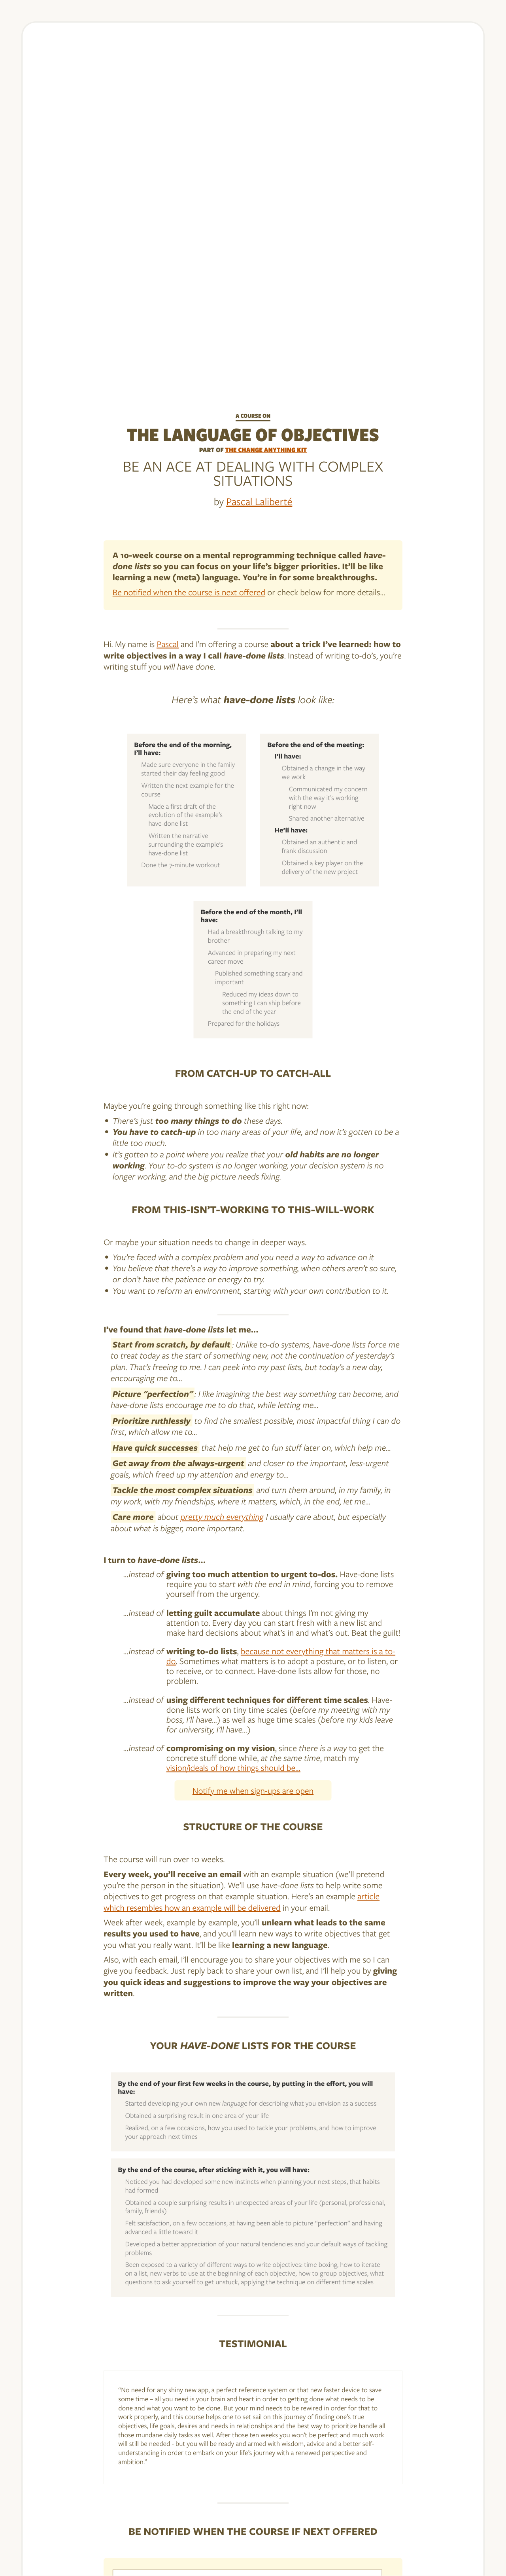 A COURSE ON
THE LANGUAGE OF OBJECTIVES
PART OF THE CHANGE ANYTHING KIT
BE AN ACE AT DEALING WITH COMPLEX
SITUATIONS
by Pascal Laliberté
A 10-week course on a mental reprogramming technique called have-
done lists so you can focus on your life's bigger priorities. It'll be like
learning a new (meta) language. You're in for some breakthroughs.
Be notified when the course is next offered or check below for more details...
Hi. My name is Pascal and I'm offering a course about a trick I've learned: how to
write objectives in a way I call have-done lists. Instead of writing to-do's, you're
writing stuff you will have done.
Here's what have-done lists look like:
Before the end of the morning,
I'll have:
Made sure everyone in the family
started their day feeling good
Written the next example for the
course
Made a first draft of the
evolution of the example's
have-done list
Written the narrative
surrounding the example's
have-done list
Done the 7-minute workout
Before the end of the meeting:
I'll have:
Obtained a change in the way
we work
Communicated my concern
with the way it's working
right now
Shared another alternative
He'll have:
Obtained an authentic and
frank discussion
Obtained a key player on the
delivery of the new project
Before the end of the month, I'll
have:
Had a breakthrough talking to my
brother
Advanced in preparing my next
career move
Published something scary and
important
Reduced my ideas down to
something I can ship before
the end of the year
Prepared for the holidays
FROM CATCH-UP TO CATCH-ALL
Maybe you're going through something like this right now:
• There's just too many things to do these days.
• You have to catch-up in too many areas of your life, and now it's gotten to be a
little too much.
• It's gotten to a point where you realize that your old habits are no longer
working. Your to-do system is no longer working, your decision system is no
longer working, and the big picture needs fixing.
FROM THIS-ISN'T-WORKING TO THIS-WILL-WORK
Or maybe your situation needs to change in deeper ways.
• You're faced with a complex problem and you need a way to advance on it
• You believe that there's a way to improve something, when others aren't so sure,
or don't have the patience or energy to try.
• You want to reform an environment, starting with your own contribution to it.
I've found that have-done lists let me...
Start from scratch, by default: Unlike to-do systems, have-done lists force me
to treat today as the start of something new, not the continuation of yesterday's
plan. That's freeing to me. I can peek into my past lists, but today's a new day,
encouraging me to...
Picture "perfection": I like imagining the best way something can become, and
have-done lists encourage me to do that, while letting me...
Prioritize ruthlessly to find the smallest possible, most impactful thing I can do
first, which allow me to...
Have quick successes that help me get to fun stuff later on, which help me...
Get away from the always-urgent and closer to the important, less-urgent
goals, which freed up my attention and energy to...
Tackle the most complex situations and turn them around, in my family, in
my work, with my friendships, where it matters, which, in the end, let me...
Care more about pretty much everything I usually care about, but especially
about what is bigger, more important.
I turn to have-done lists...
...instead of giving too much attention to urgent to-dos. Have-done lists
require you to start with the end in mind, forcing you to remove
yourself from the urgency.
...instead of letting guilt accumulate about things I'm not giving my
attention to. Every day you can start fresh with a new list and
make hard decisions about what's in and what's out. Beat the guilt!
...instead of writing to-do lists, because not everything that matters is a to-
do. Sometimes what matters is to adopt a posture, or to listen, or
to receive, or to connect. Have-done lists allow for those, no
problem.
...instead of using different techniques for different time scales. Have-
done lists work on tiny time scales (before my meeting with my
boss, I'll have...) as well as huge time scales (before my kids leave
for university, I'll have...)
...instead of compromising on my vision, since there is a way to get the
concrete stuff done while, at the same time, match my
vision/ideals of how things should be...
Notify me when sign-ups are open
STRUCTURE OF THE COURSE
The course will run over 10 weeks.
Every week, you'll receive an email with an example situation (we'll pretend
you're the person in the situation). We'll use have-done lists to help write some
objectives to get progress on that example situation. Here's an example article
which resembles how an example will be delivered in your email.
Week after week, example by example, you'll unlearn what leads to the same
results you used to have, and you'll learn new ways to write objectives that get
you what you really want. It'll be like learning a new language.
Also, with each email, I'll encourage you to share your objectives with me so I can
give you feedback. Just reply back to share your own list, and I'll help you by giving
you quick ideas and suggestions to improve the way your objectives are
written.
YOUR HAVE-DONE LISTS FOR THE COURSE
By the end of your first few weeks in the course, by putting in the effort, you will
have:
Started developing your own new language for describing what you envision as a success
Obtained a surprising result in one area of your life
Realized, on a few occasions, how you used to tackle your problems, and how to improve
your approach next times
By the end of the course, after sticking with it, you will have:
Noticed you had developed some new instincts when planning your next steps, that habits
had formed
Obtained a couple surprising results in unexpected areas of your life (personal, professional,
family, friends)
Felt satisfaction, on a few occasions, at having been able to picture "perfection" and having
advanced a little toward it
Developed a better appreciation of your natural tendencies and your default ways of tackling
problems
Been exposed to a variety of different ways to write objectives: time boxing, how to iterate
on a list, new verbs to use at the beginning of each objective, how to group objectives, what
questions to ask yourself to get unstuck, applying the technique on different time scales
TESTIMONIAL
"No need for any shiny new app, a perfect reference system or that new faster device to save
some time – all you need is your brain and heart in order to getting done what needs to be
done and what you want to be done. But your mind needs to be rewired in order for that to
work properly, and this course helps one to set sail on this journey of finding one's true
objectives, life goals, desires and needs in relationships and the best way to prioritize handle all
those mundane daily tasks as well. After those ten weeks you won't be perfect and much work
will still be needed - but you will be ready and armed with wisdom, advice and a better self-
understanding in order to embark on your life's journey with a renewed perspective and
ambition."
BE NOTIFIED WHEN THE COURSE IF NEXT OFFERED